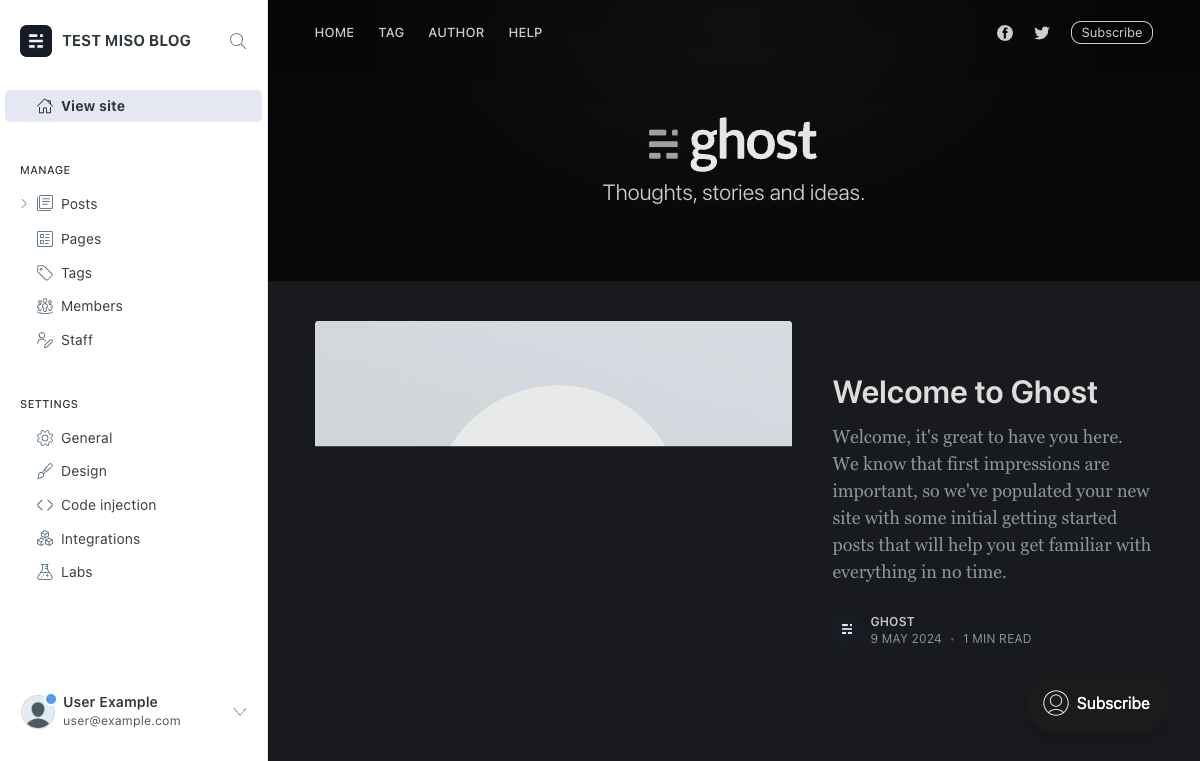 TEST MISO BLOG
View site
MANAGE
Posts
Pages
Tags
Members
Staff
SETTINGS
General
Design
Code injection
Integrations
Labs
User Example
user@example.com
HOME TAG AUTHOR HELP
Subscribe
ghost
Thoughts, stories and ideas.
Welcome to Ghost
Welcome, it's great to have you here.
We know that first impressions are
important, so we've populated your new
site with some initial getting started
posts that will help you get familiar with
everything in no time.
GHOST
9 MAY 2024 • 1 MIN READ
Subscribe